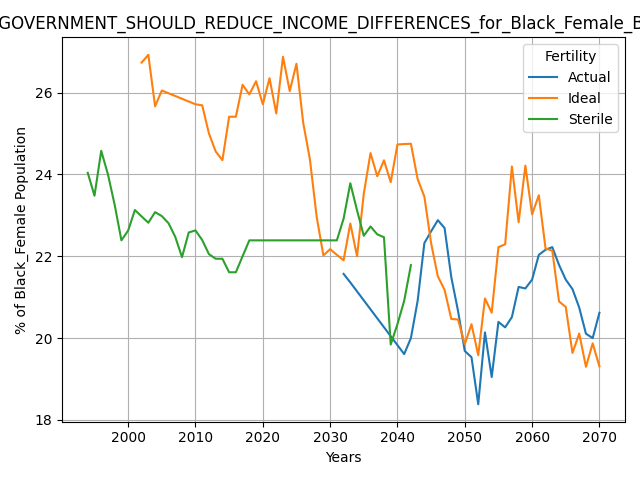 GOVERNMENT_SHOULD_REDUCE_INCOME_DIFFERENCES_for_Black_Female_B
Fertility
Actual
Ideal
Sterile
% of Black_Female Population
26
24
22
20
18
2000
2010
2020
2030
2040
2050
2060
2070
Years